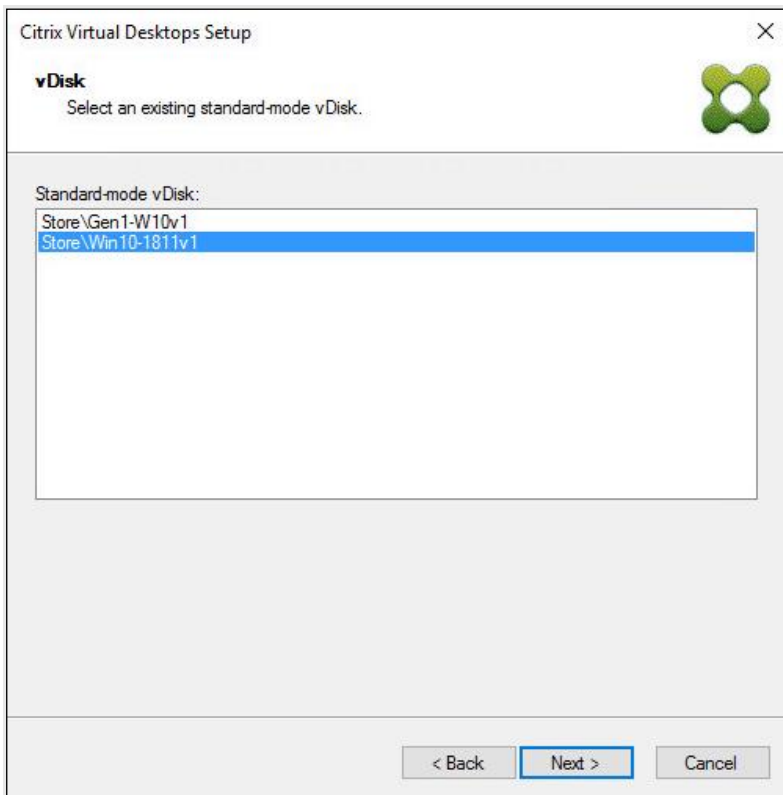 Citrix Virtual Desktops Setup
vDisk
Select an existing standard-mode vDisk.
Standard-mode vDisk:
Store\Gen1-W10v1
Store\Win10-1811v1
< Back
Next >
Cancel